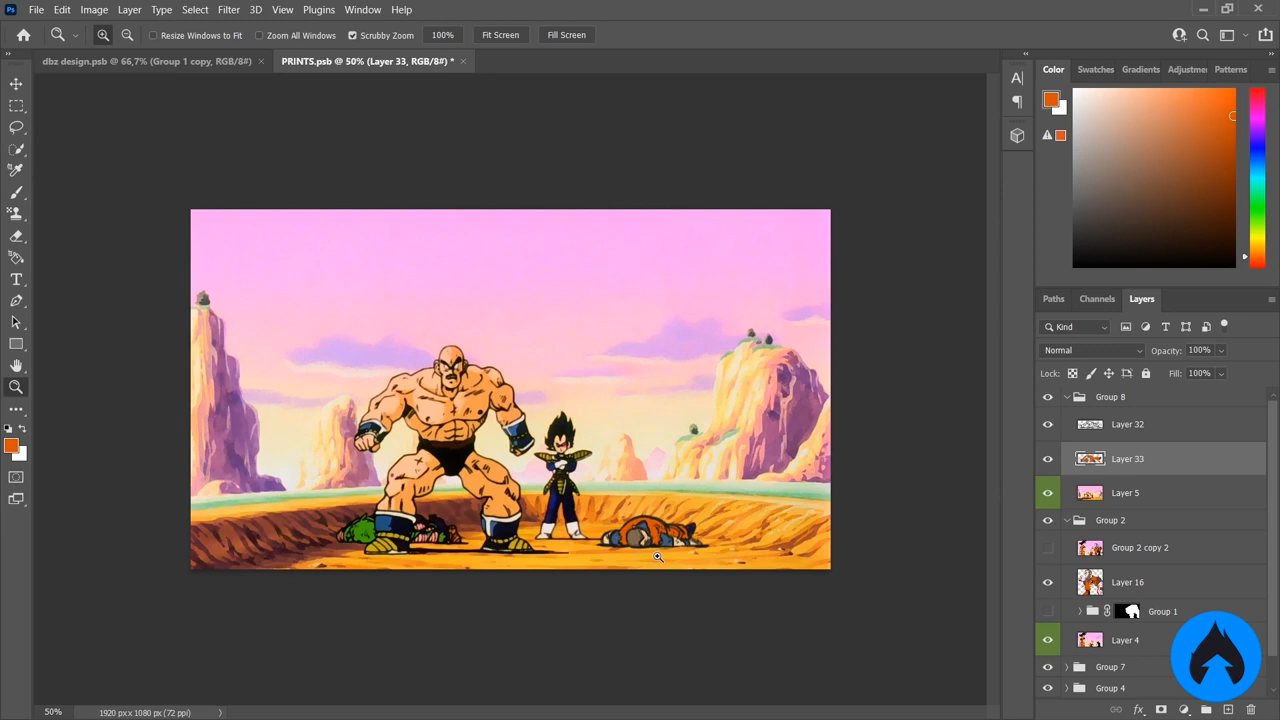 Ps File Edit Image Layer Type Select Filter 3D View Plugins Window Help
Resize Windows to Fit Zoom All Windows Scrubby Zoom 100% Fit Screen Fill Screen
dbz design.psb @ 66,7% (Group 1 copy, RGB/8#) PRINTS.psb @ 50% (Layer 33, RGB/8#) *
Color Swatches Gradients Adjustmer Patterns
Paths Channels Layers
Kind
Normal Opacity: 100%
Lock: Fill: 100%
Group 8
Layer 32
Layer 33
Layer 5
Group 2
Group 2 copy 2
Layer 16
Group 1
Layer 4
Group 7
Group 4
50% 1920 px x 1080 px (72 ppi)